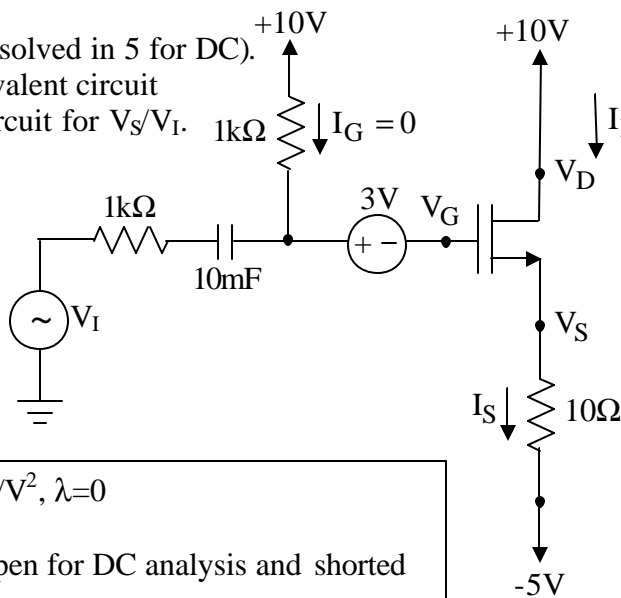 +10V
+10V
solved in 5 for DC).
valent circuit
rcuit for VS/VI.
1kΩ
IG = 0
VD
1kΩ
3V
VG
+ −
10mF
~
VI
VS
IS
10Ω
/V², λ=0
pen for DC analysis and shorted
-5V